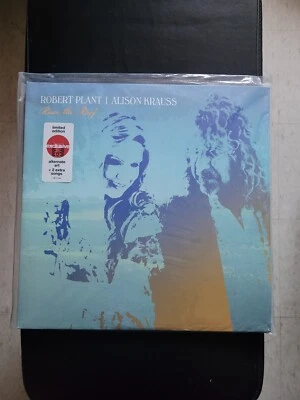 ROBERT PLANT | ALISON KRAUSS
Raise the Roof
limited
edition
exclusive
alternate
art
+ 2 extra
songs